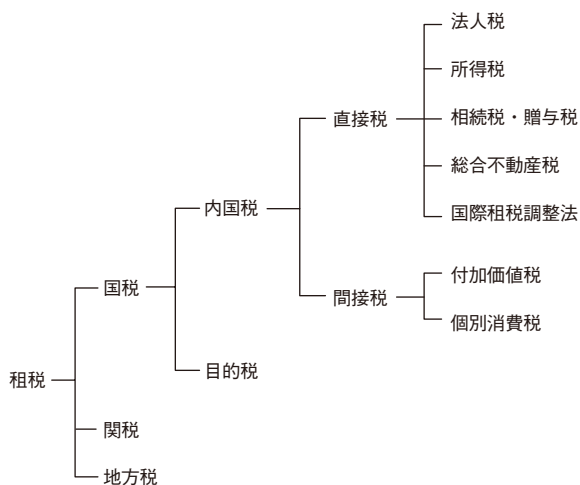 法人税
所得税
直接税
相続税・贈与税
総合不動産税
内国税
国際租税調整法
付加価値税
国税
間接税
個別消費税
目的税
租税
関税
地方税